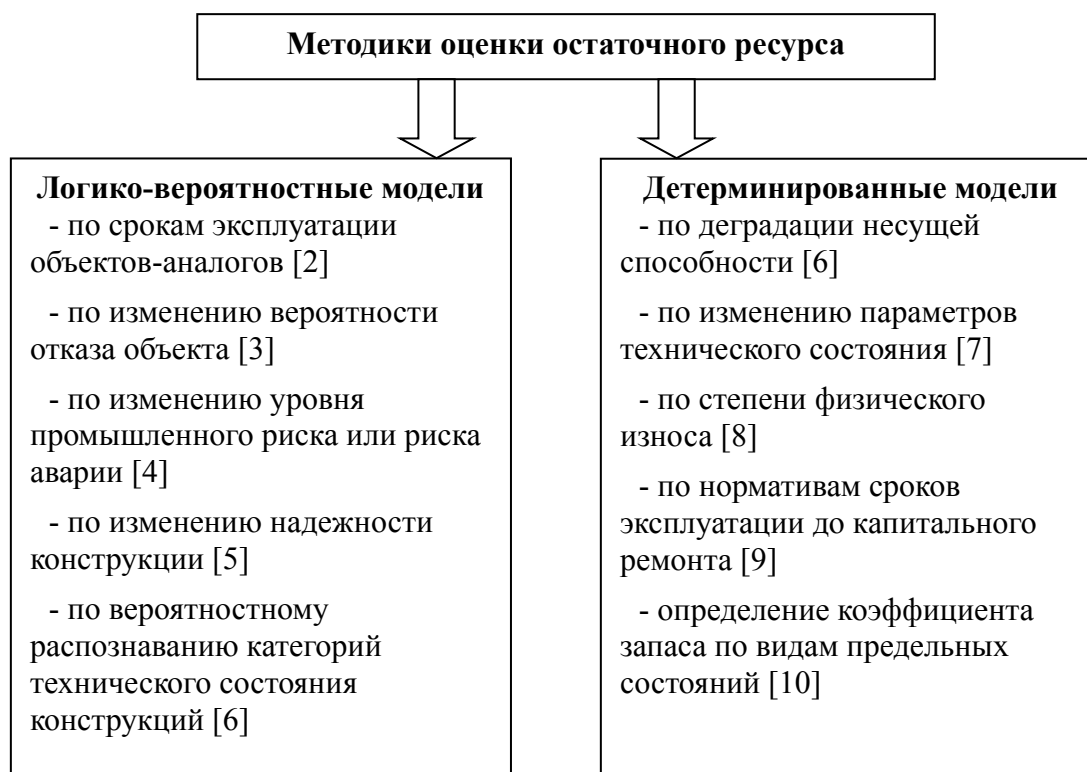 Методики оценки остаточного ресурса
Логико-вероятностные модели
- по срокам эксплуатации
объектов-аналогов [2]
- по изменению вероятности
отказа объекта [3]
- по изменению уровня
промышленного риска или риска
аварии [4]
- по изменению надежности
конструкции [5]
- по вероятностному
распознаванию категорий
технического состояния
конструкций [6]
Детерминированные модели
- по деградации несущей
способности [6]
- по изменению параметров
технического состояния [7]
- по степени физического
износа [8]
- по нормативам сроков
эксплуатации до капитального
ремонта [9]
- определение коэффициента
запаса по видам предельных
состояний [10]